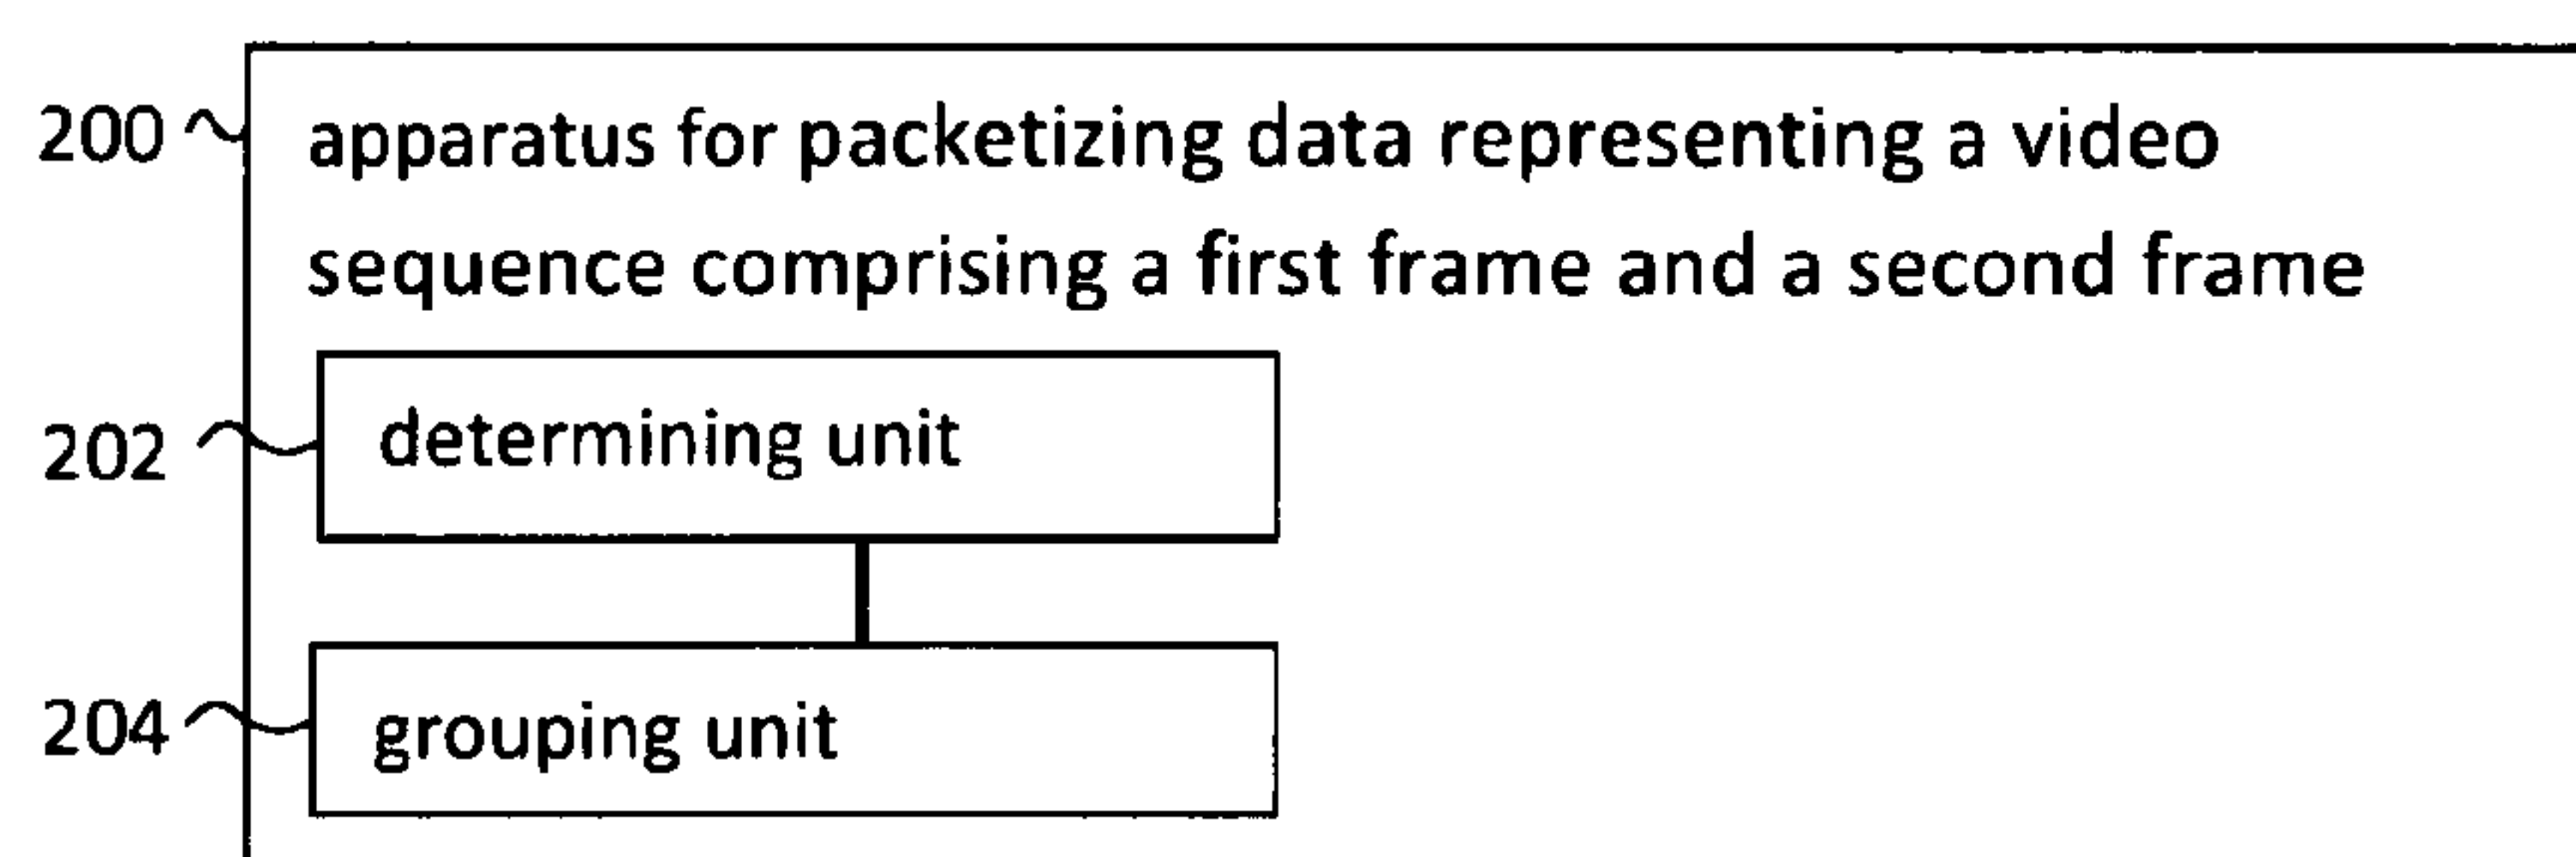 200 apparatus for packetizing data representing a video
sequence comprising a first frame and a second frame
202 determining unit
204 grouping unit